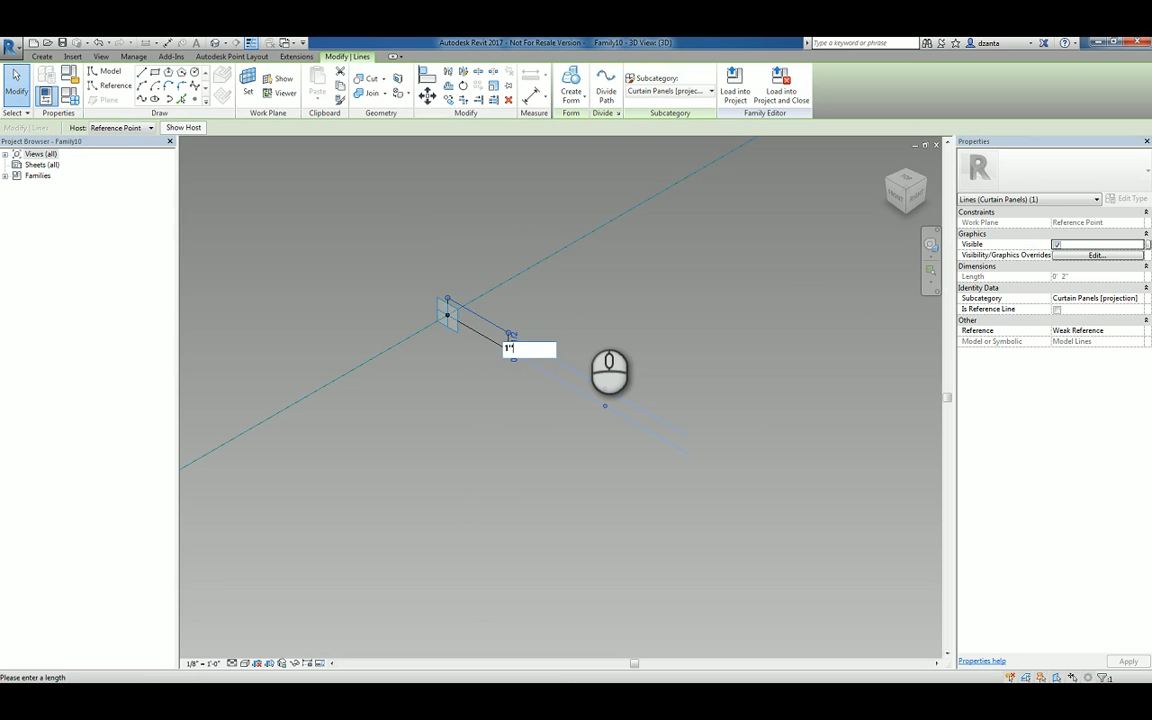 Autodesk Revit 2017 - Not For Resale Version - Family10 - 3D View: {3D}
Type a keyword or phrase
dzanta
Create Insert View Manage Add-Ins Autodesk Point Layout Extensions Modify | Lines
Modify
Model
Reference
Plane
Set
Show
Viewer
Paste
Cut
Join
Create Form
Divide Path
Subcategory:
Curtain Panels [projec...
Load into Project
Load into Project and Close
Select Properties Draw Work Plane Clipboard Geometry Modify Measure Form Divide Subcategory Family Editor
Modify | Lines Host: Reference Point Show Host
Project Browser - Family10
Views (all)
Sheets (all)
Families
TOP
FRONT
RIGHT
1"
Properties
R
Lines (Curtain Panels) (1) Edit Type
Constraints
Work Plane Reference Point
Graphics
Visible
Visibility/Graphics Overrides Edit...
Dimensions
Length 0' 2"
Identity Data
Subcategory Curtain Panels [projection]
Is Reference Line
Other
Reference Weak Reference
Model or Symbolic Model Lines
Properties help Apply
1/8" = 1'-0"
Please enter a length
:1